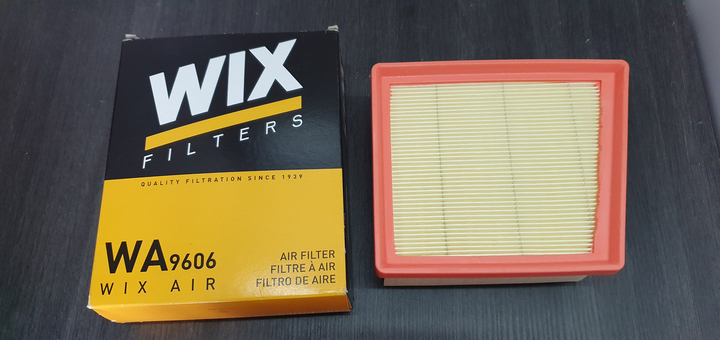 WIX
FILTERS
QUALITY FILTRATION SINCE 1939
WA9606
WIX AIR
AIR FILTER
FILTRE À AIR
FILTRO DE AIRE